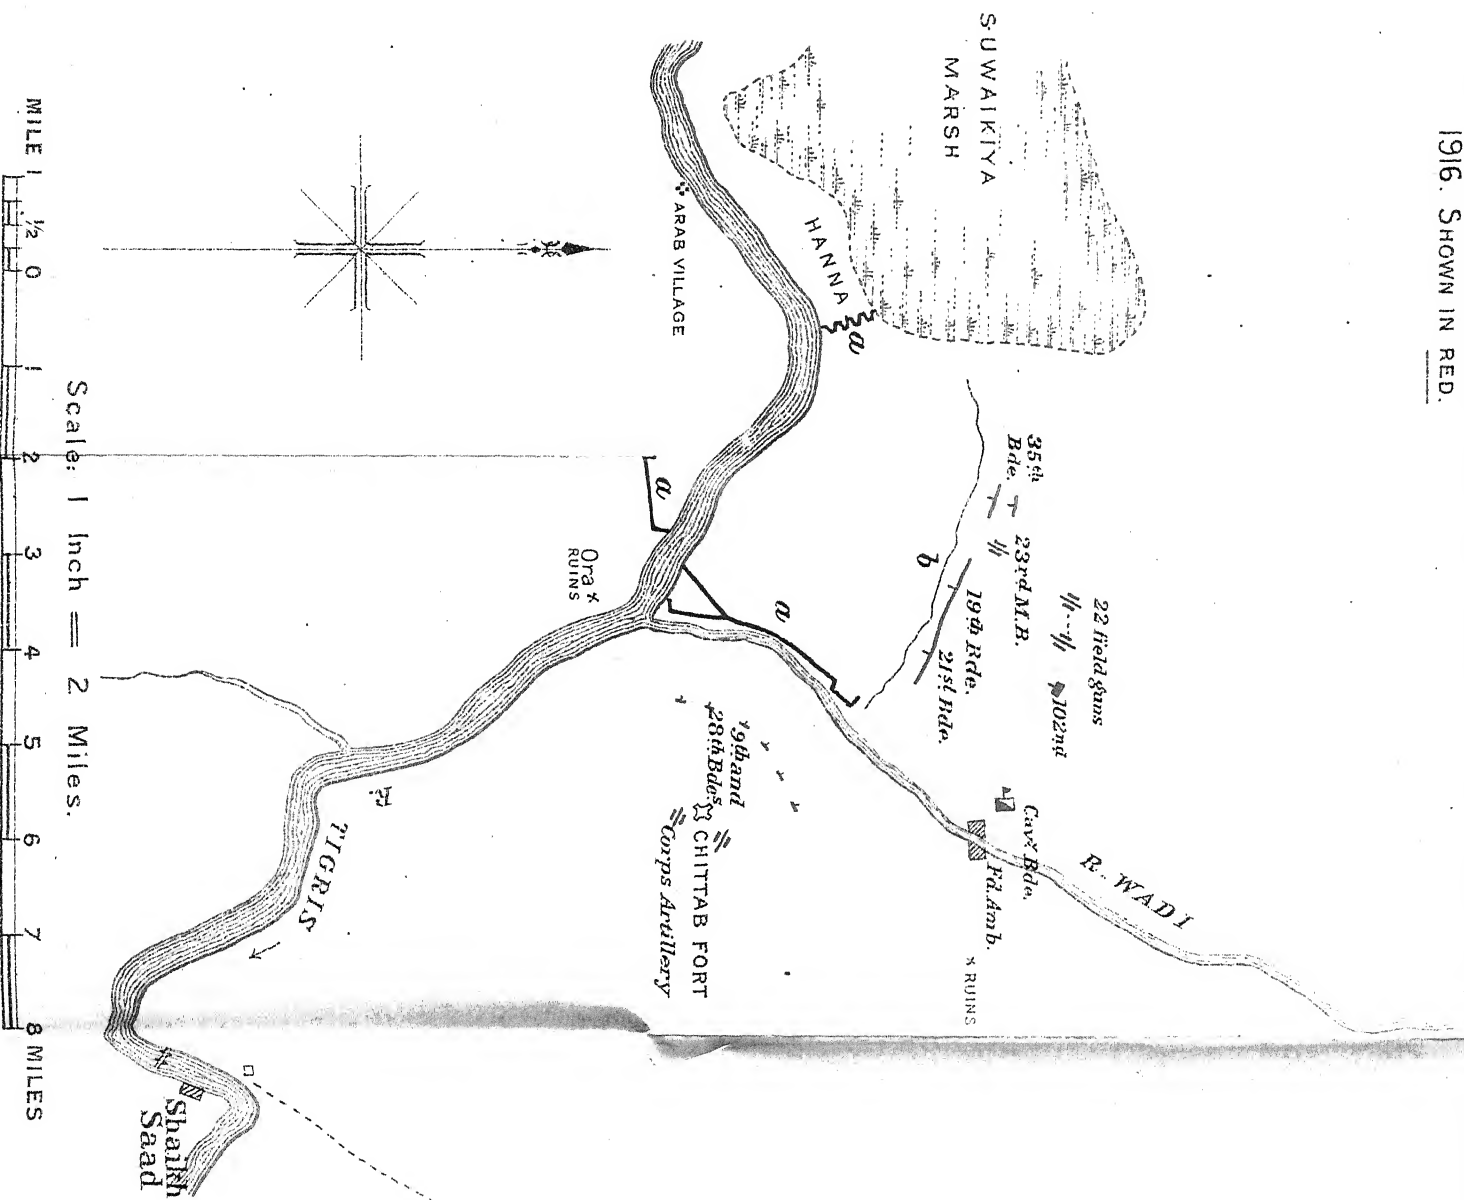 1916. SHOWN IN RED.
SUWAIKIYA
MARSH
HANNA
a
35th
Bde.
22 field guns
23rd M.B.
102nd
b
19th Bde.
21st Bde.
Cavy. Bde.
R. WADI
Fd. Amb.
× RUINS
ARAB VILLAGE
a
a
Ora ×
RUINS
9th and
28th Bdes.
CHITTAB FORT
Corps Artillery
R.
TIGRIS
Shaikh
Saad
Scale: 1 Inch = 2 Miles.
MILE 1 ½ 0 1 2 3 4 5 6 7 8 MILES